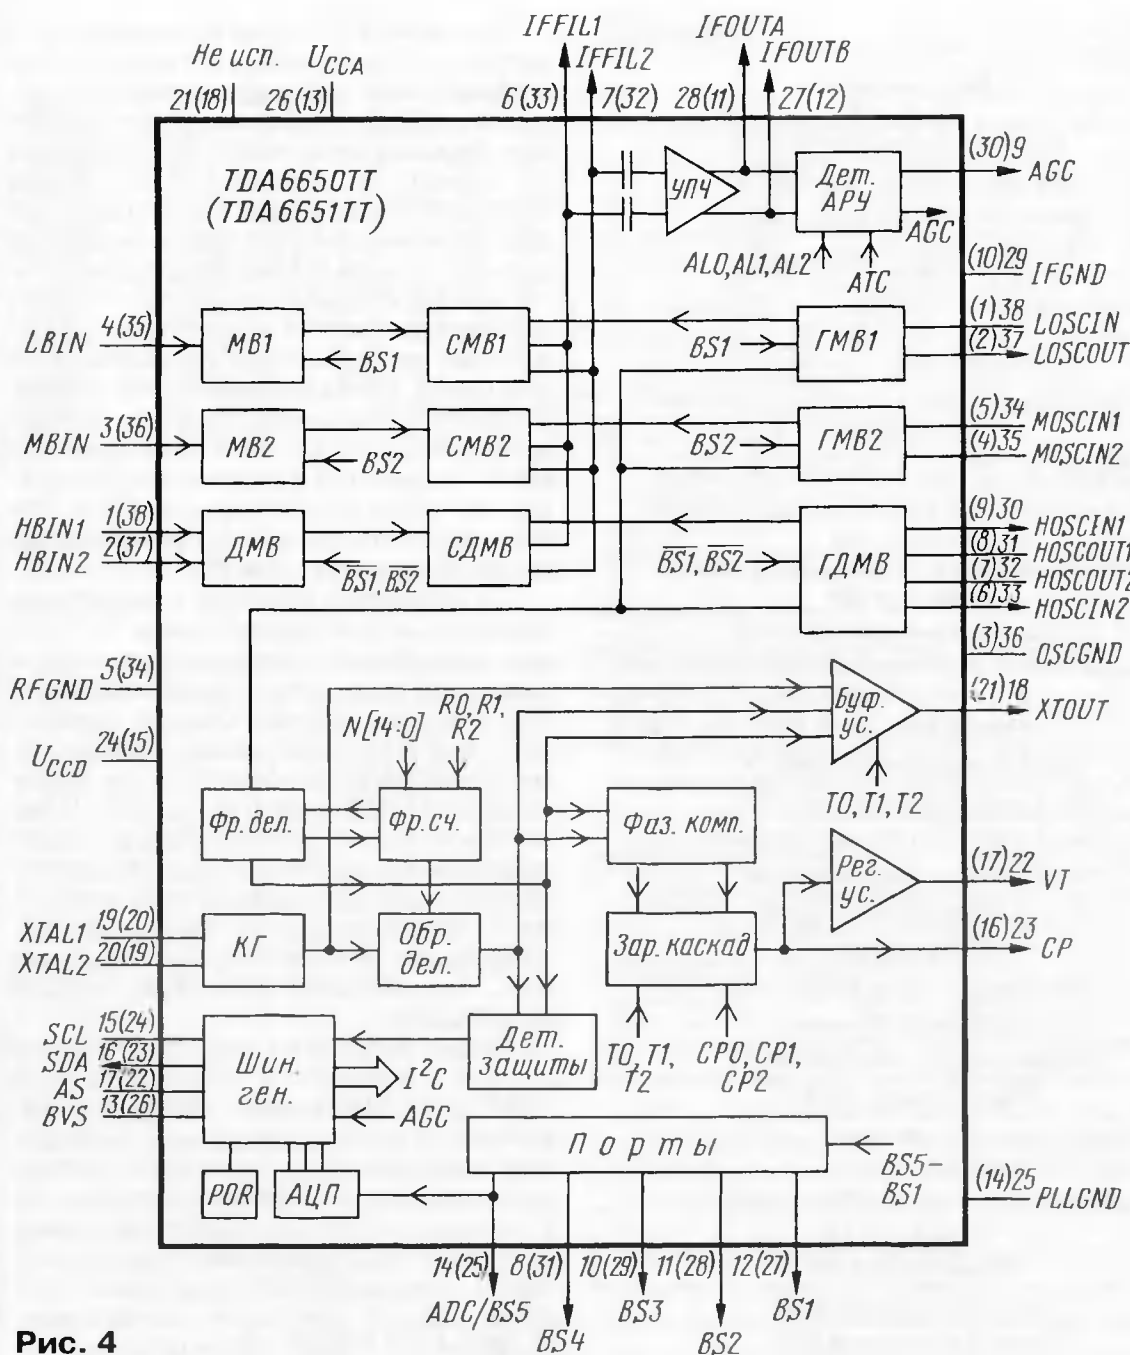 IFFIL1
IFOUTA
IFFIL2
IFOUTB
Не исп.
UCCA
21(18)
26(13)
6(33)
7(32)
28(11)
27(12)
TDA6650TT
(TDA6651TT)
УПЧ
Дет.
АРУ
(30)9
AGC
AGC
AL0,AL1,AL2
ATC
(10)29
IFGND
LBIN
4(35)
МВ1
BS1
СМВ1
BS1
ГМВ1
(1)38
LOSCIN
(2)37
LOSCOUT
MBIN
3(36)
МВ2
BS2
СМВ2
BS2
ГМВ2
(5)34
MOSCIN1
(4)35
MOSCIN2
HBIN1
1(38)
HBIN2
2(37)
ДМВ
BS1, BS2
СДМВ
BS1, BS2
ГДМВ
(9)30
HOSCIN1
(8)31
HOSCOUT1
(7)32
HOSCOUT2
(6)33
HOSCIN2
(3)36
OSCGND
RFGND
5(34)
UCCD
24(15)
N[14:0]
R0, R1,
R2
Буф.
ус.
(21)18
XTOUT
T0, T1, T2
Фр. дел.
Фр. сч.
Фаз. комп.
Рег.
ус.
(17)22
VT
XTAL1
19(20)
XTAL2
20(19)
КГ
Обр.
дел.
Зар. каскад
(16)23
CP
SCL
15(24)
SDA
16(23)
AS
17(22)
BVS
13(26)
Шин.
ген.
I²C
AGC
Дет.
защиты
T0, T1,
T2
CP0, CP1,
CP2
POR
АЦП
Порты
BS5-
BS1
(14)25
PLLGND
14(25)
8(31)
10(29)
11(28)
12(27)
ADC/BS5
BS4
BS3
BS2
BS1
Рис. 4